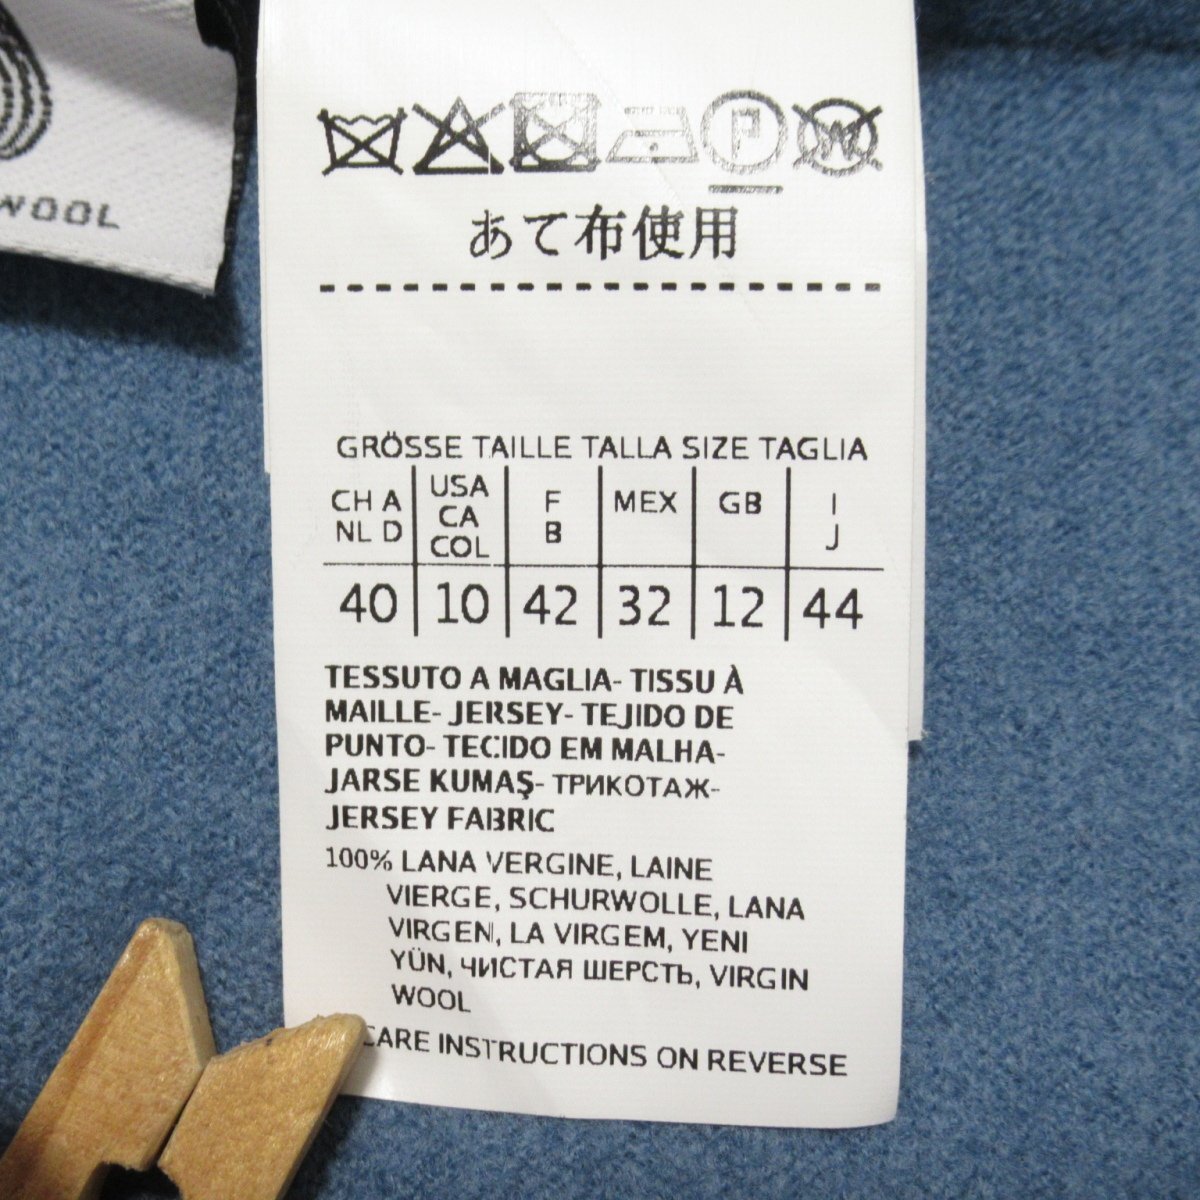 WOOL
F
W
あて布使用
GRÖSSE TAILLE TALLA SIZE TAGLIA
CH A NL D
USA CA COL
F B
MEX
GB
I J
40 10 42 32 12 44
TESSUTO A MAGLIA- TISSU À
MAILLE- JERSEY- TEJIDO DE
PUNTO- TECIDO EM MALHA-
JARSE KUMAŞ- ТРИКОТАЖ-
JERSEY FABRIC
100% LANA VERGINE, LAINE
VIERGE, SCHURWOLLE, LANA
VIRGEN, LA VIRGEM, YENI
YÜN, ЧИСТАЯ ШЕРСТЬ, VIRGIN
WOOL
CARE INSTRUCTIONS ON REVERSE